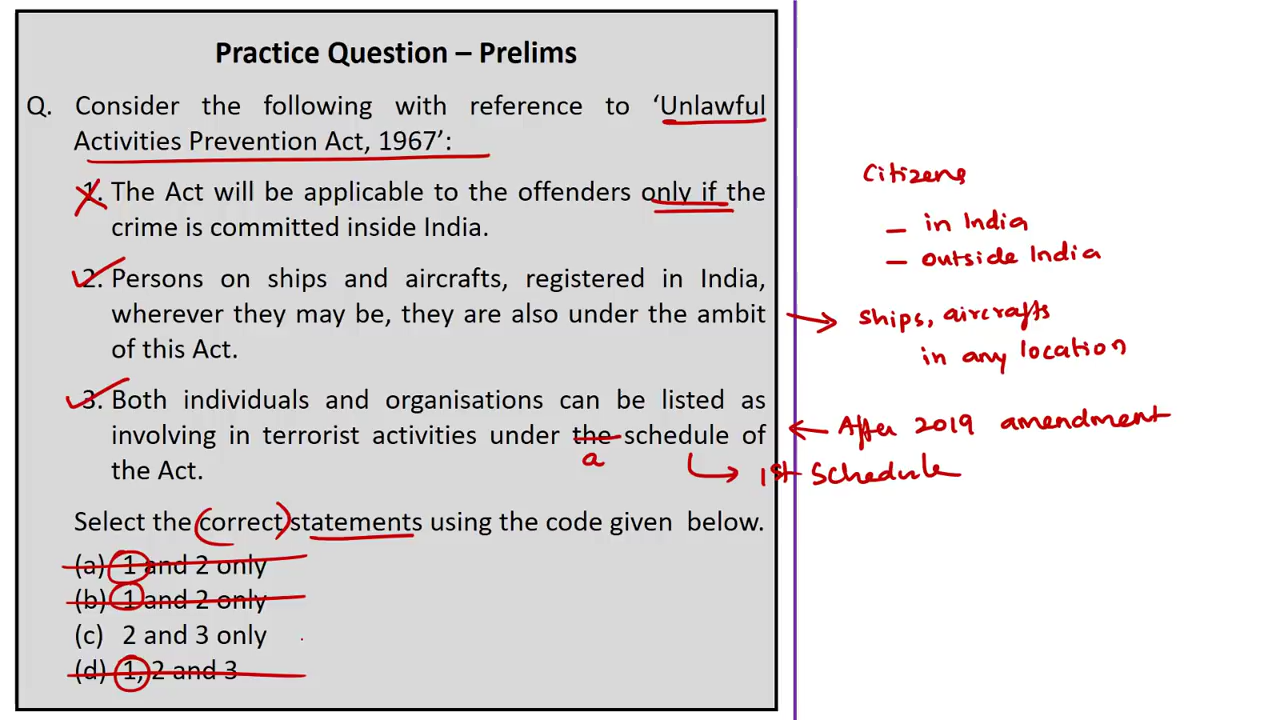 Practice Question – Prelims
Q. Consider the following with reference to ‘Unlawful
Activities Prevention Act, 1967’:
1. The Act will be applicable to the offenders only if the
crime is committed inside India.
2. Persons on ships and aircrafts, registered in India,
wherever they may be, they are also under the ambit
of this Act.
3. Both individuals and organisations can be listed as
involving in terrorist activities under the schedule of
a
the Act.
Select the correct statements using the code given below.
(a) 1 and 2 only
(b) 1 and 2 only
(c) 2 and 3 only
(d) 1, 2 and 3
Citizens
– in India
– outside India
Ships, aircrafts
in any location
After 2019 amendment
1st Schedule